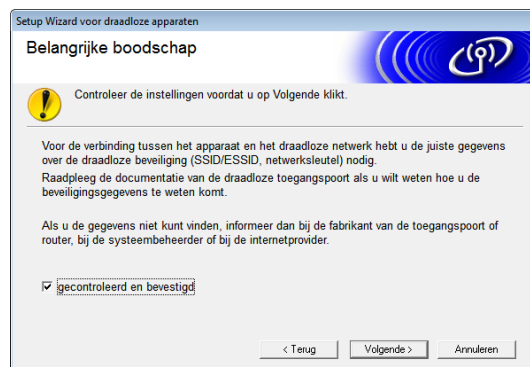 Setup Wizard voor draadloze apparaten
Belangrijke boodschap
Controleer de instellingen voordat u op Volgende klikt.
Voor de verbinding tussen het apparaat en het draadloze netwerk hebt u de juiste gegevens
over de draadloze beveiliging (SSID/ESSID, netwerksleutel) nodig.
Raadpleeg de documentatie van de draadloze toegangspoort als u wilt weten hoe u de
beveiligingsgegevens te weten komt.
Als u de gegevens niet kunt vinden, informeer dan bij de fabrikant van de toegangspoort of
router, bij de systeembeheerder of bij de internetprovider.
gecontroleerd en bevestigd
< Terug
Volgende >
Annuleren